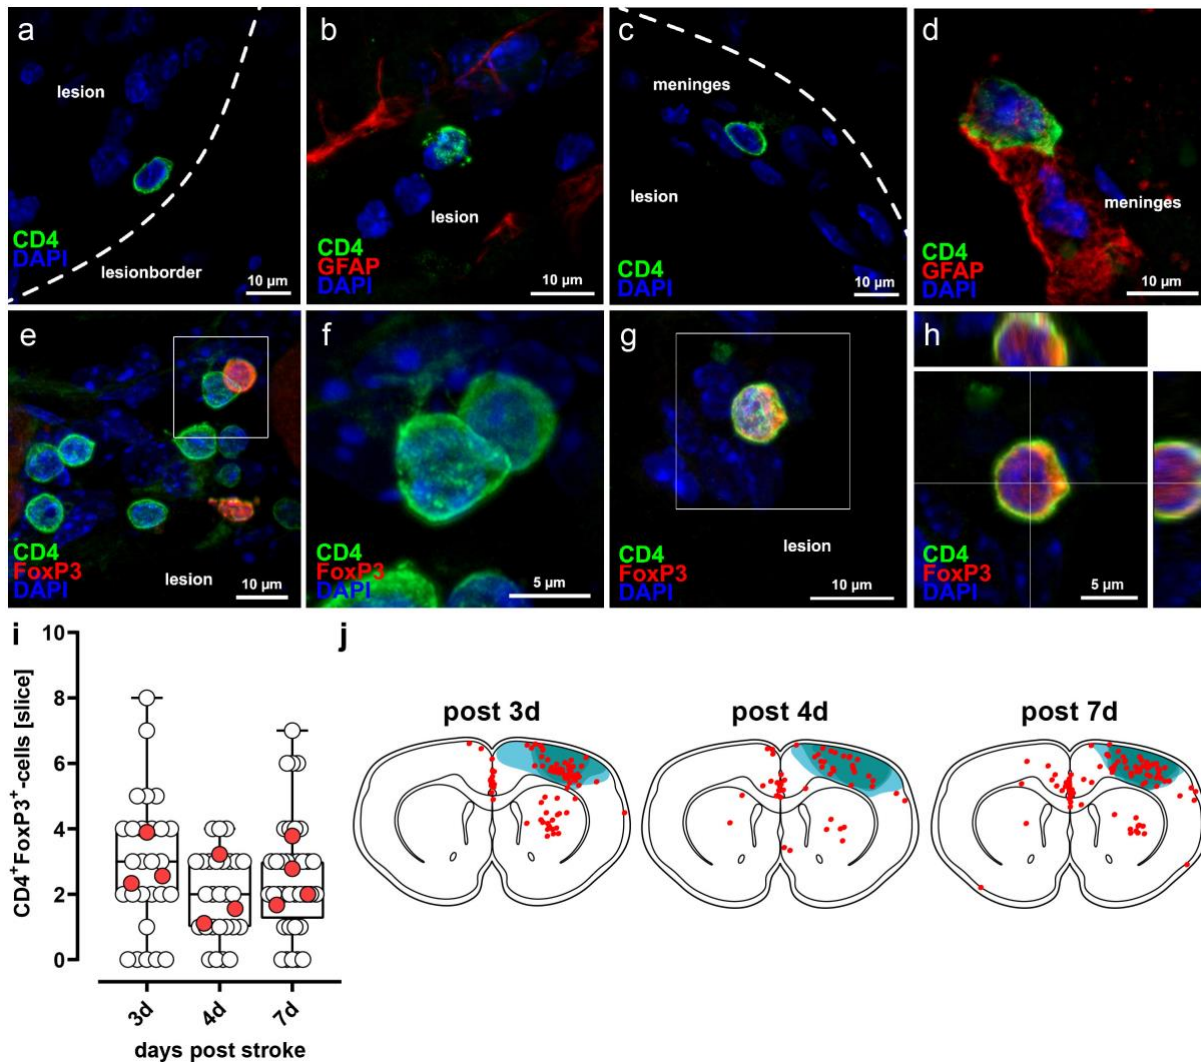 a
lesion
CD4
DAPI
lesionborder
10 µm
b
lesion
CD4
GFAP
DAPI
10 µm
c
meninges
lesion
CD4
DAPI
10 µm
d
meninges
CD4
GFAP
DAPI
10 µm
e
CD4
FoxP3
DAPI
lesion
10 µm
f
CD4
FoxP3
DAPI
5 µm
g
lesion
CD4
FoxP3
DAPI
10 µm
h
CD4
FoxP3
DAPI
5 µm
i
CD4⁺FoxP3⁺-cells [slice]
10
8
6
4
2
0
3d
4d
7d
days post stroke
j
post 3d
post 4d
post 7d